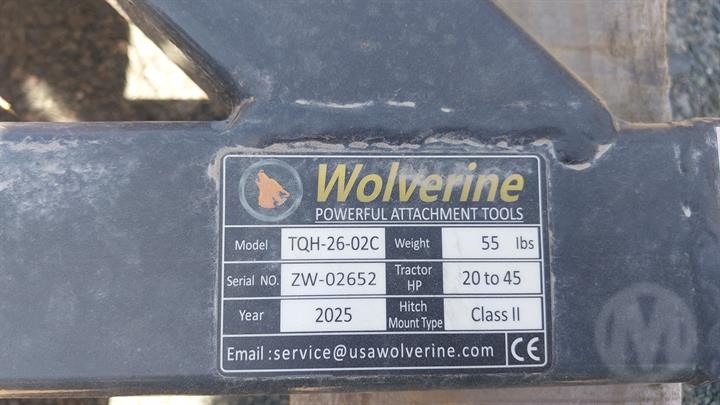 Wolverine
POWERFUL ATTACHMENT TOOLS
Model TQH-26-02C Weight 55 lbs
Serial NO. ZW-02652 Tractor HP 20 to 45
Year 2025 Hitch Mount Type Class II
Email :service@usawolverine.com CE
M